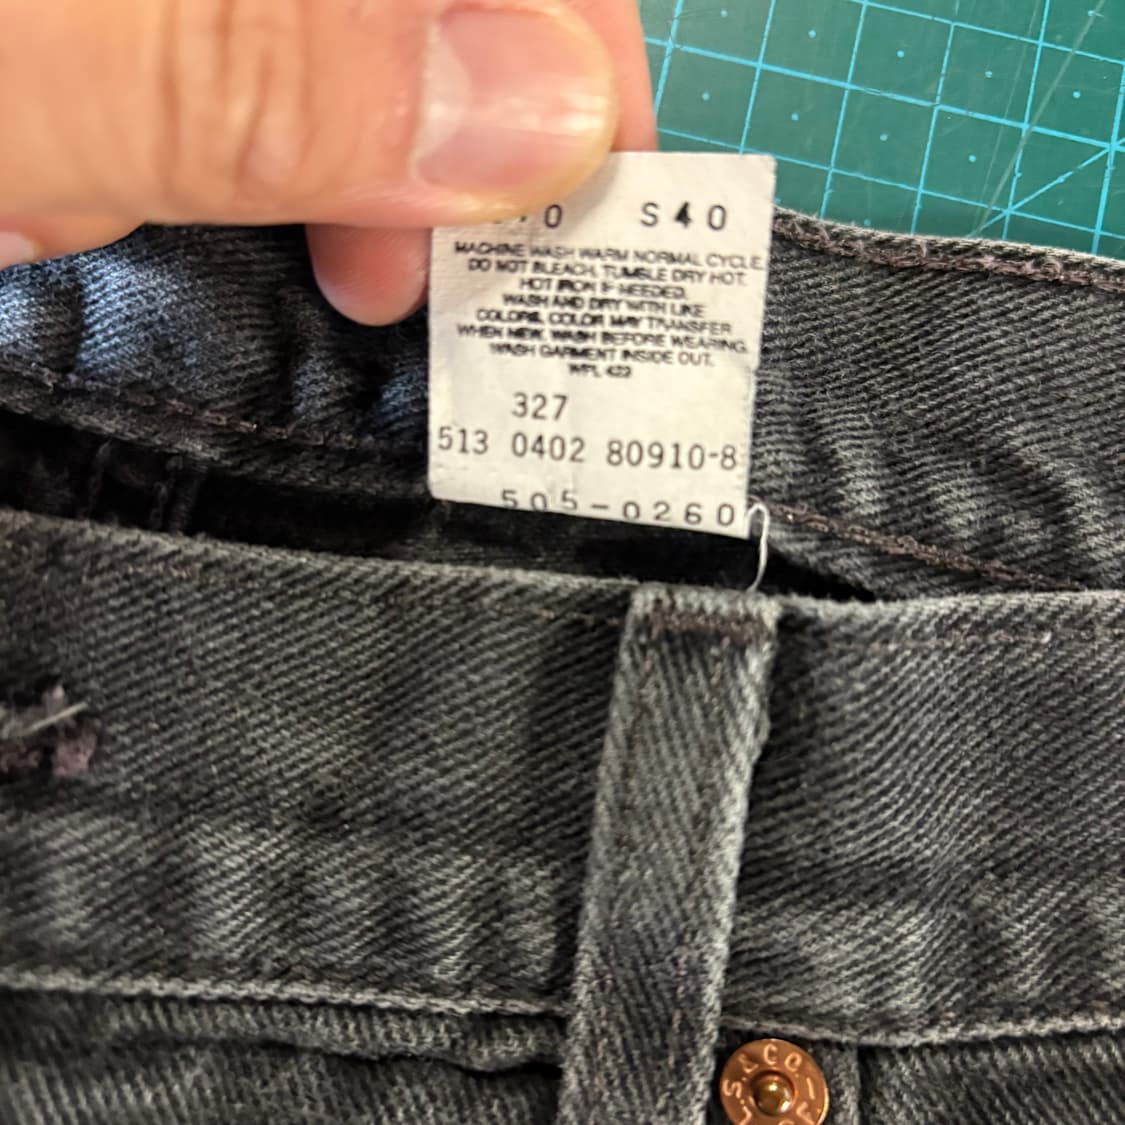 0 S40
MACHINE WASH WARM NORMAL CYCLE.
DO NOT BLEACH. TUMBLE DRY HOT.
HOT IRON IF NEEDED.
WASH AND DRY WITH LIKE
COLORS, COLOR MAY TRANSFER
WHEN NEW. WASH BEFORE WEARING.
WASH GARMENT INSIDE OUT.
WPL 423
327
513 0402 80910-8
505-0260
S.&CO.